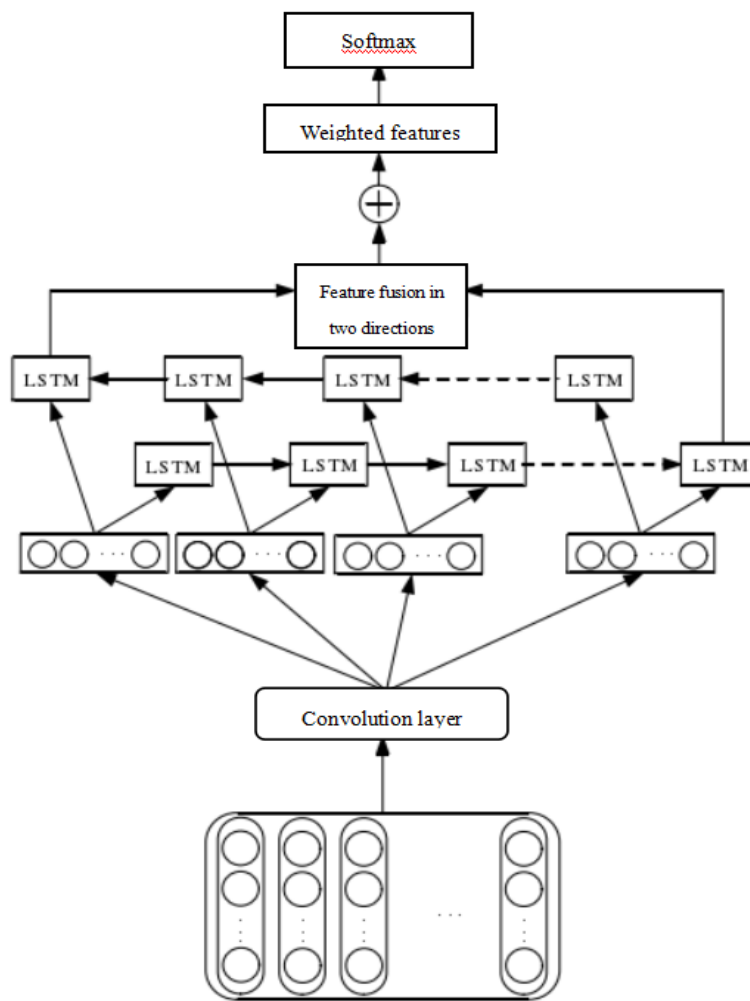 Softmax
Weighted features
Feature fusion in
two directions
LSTM LSTM LSTM LSTM
LSTM LSTM LSTM LSTM
Convolution layer